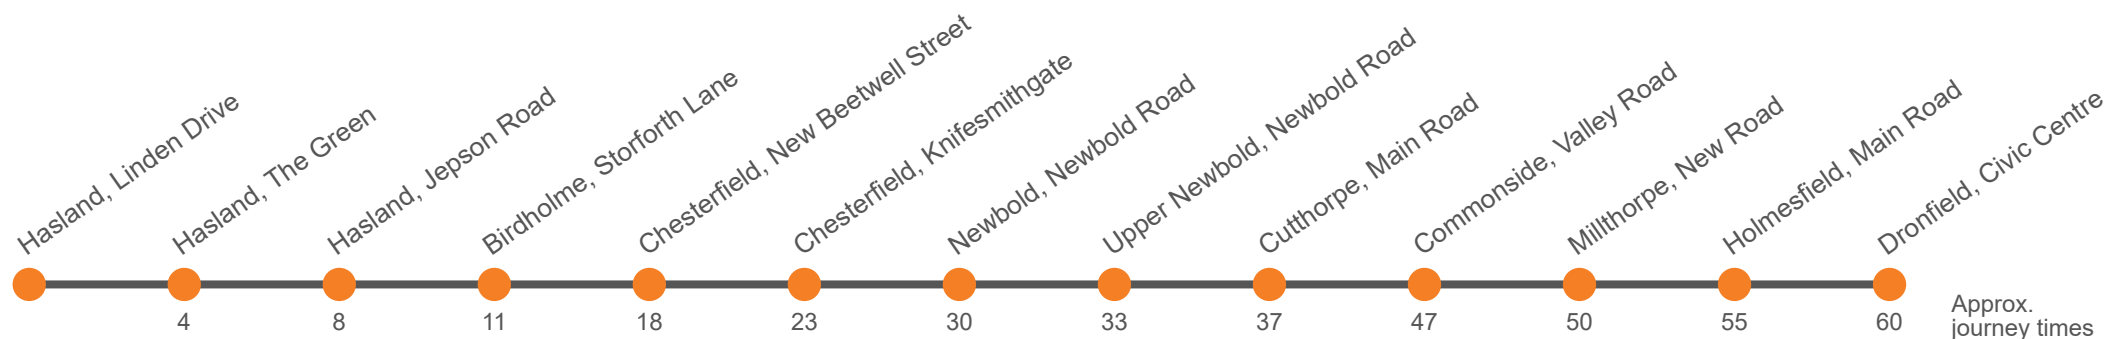 Hasland, Linden Drive
Hasland, The Green
Hasland, Jepson Road
Birdholme, Storforth Lane
Chesterfield, New Beetwell Street
Chesterfield, Knifesmithgate
Newbold, Newbold Road
Upper Newbold, Newbold Road
Cutthorpe, Main Road
Commonside, Valley Road
Millthorpe, New Road
Holmesfield, Main Road
Dronfield, Civic Centre
4 8 11 18 23 30 33 37 47 50 55 60
Approx.
journey times